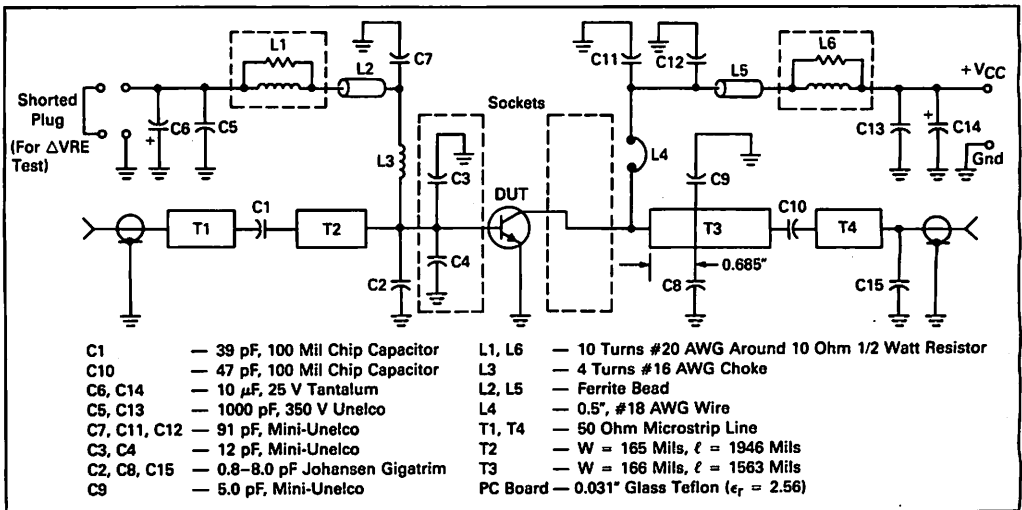 L1
L2
C7
C11
C12
L5
L6
+VCC
Shorted
Plug
(For ΔVRE
Test)
C6
+
C5
L3
Sockets
C3
DUT
L4
C9
C13
+
C14
Gnd
T1
C1
T2
C2
C4
T3
C10
T4
0.685"
C8
C15
C1 — 39 pF, 100 Mil Chip Capacitor
C10 — 47 pF, 100 Mil Chip Capacitor
C6, C14 — 10 μF, 25 V Tantalum
C5, C13 — 1000 pF, 350 V Unelco
C7, C11, C12 — 91 pF, Mini-Unelco
C3, C4 — 12 pF, Mini-Unelco
C2, C8, C15 — 0.8–8.0 pF Johansen Gigatrim
C9 — 5.0 pF, Mini-Unelco
L1, L6 — 10 Turns #20 AWG Around 10 Ohm 1/2 Watt Resistor
L3 — 4 Turns #16 AWG Choke
L2, L5 — Ferrite Bead
L4 — 0.5", #18 AWG Wire
T1, T4 — 50 Ohm Microstrip Line
T2 — W = 165 Mils, ℓ = 1946 Mils
T3 — W = 166 Mils, ℓ = 1563 Mils
PC Board — 0.031" Glass Teflon (ϵr = 2.56)